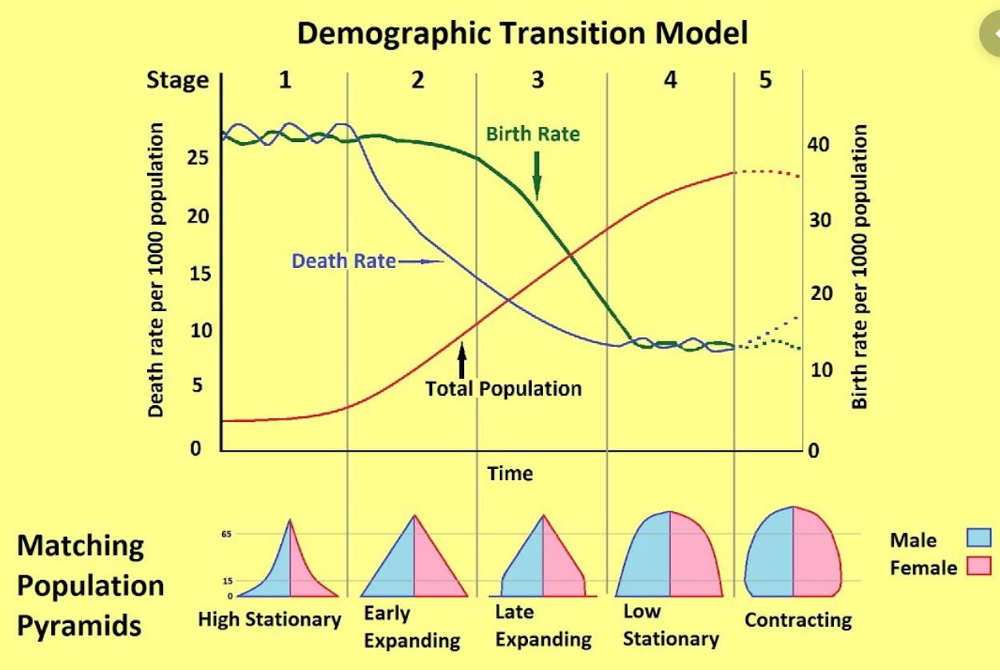 Demographic Transition Model
Stage 1 2 3 4 5
Death rate per 1000 population
25
20
15
10
5
0
Birth Rate
Death Rate
Total Population
40
30
20
10
0
Birth rate per 1000 population
Time
Matching
Population
Pyramids
65
15
0
High Stationary
Early
Expanding
Late
Expanding
Low
Stationary
Contracting
Male
Female